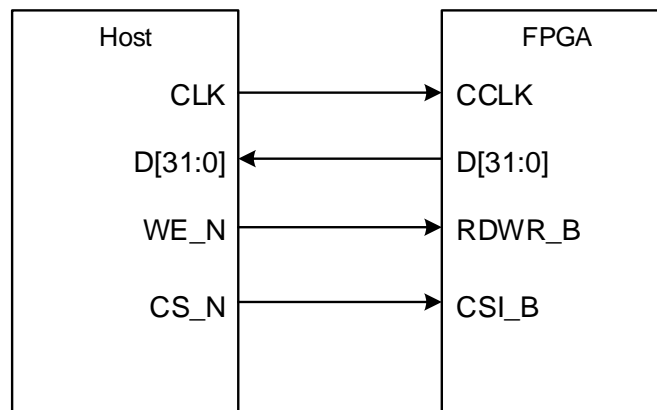 Host FPGA
CLK CCLK
D[31:0] D[31:0]
WE_N RDWR_B
CS_N CSI_B